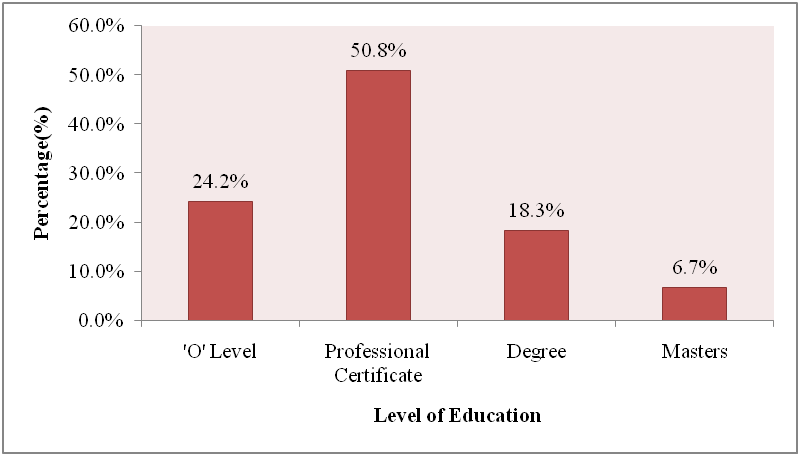 60.0%
50.0%
40.0%
30.0%
20.0%
10.0%
0.0%
Percentage(%)
24.2%
50.8%
18.3%
6.7%
'O' Level
Professional
Certificate
Degree
Masters
Level of Education